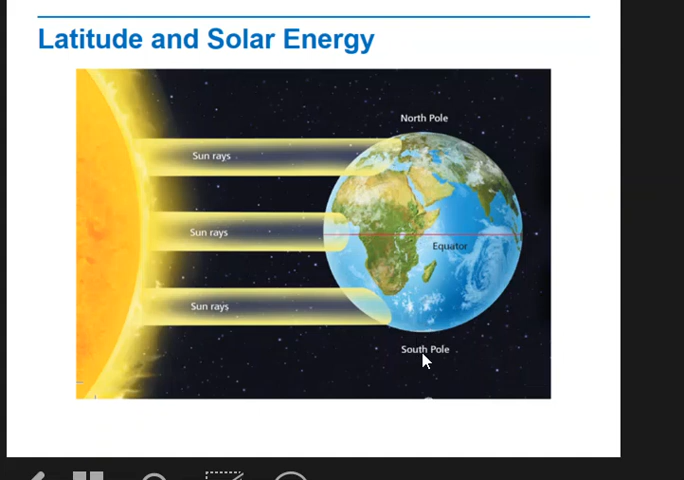 Latitude and Solar Energy
North Pole
Sun rays
Sun rays
Equator
Sun rays
South Pole